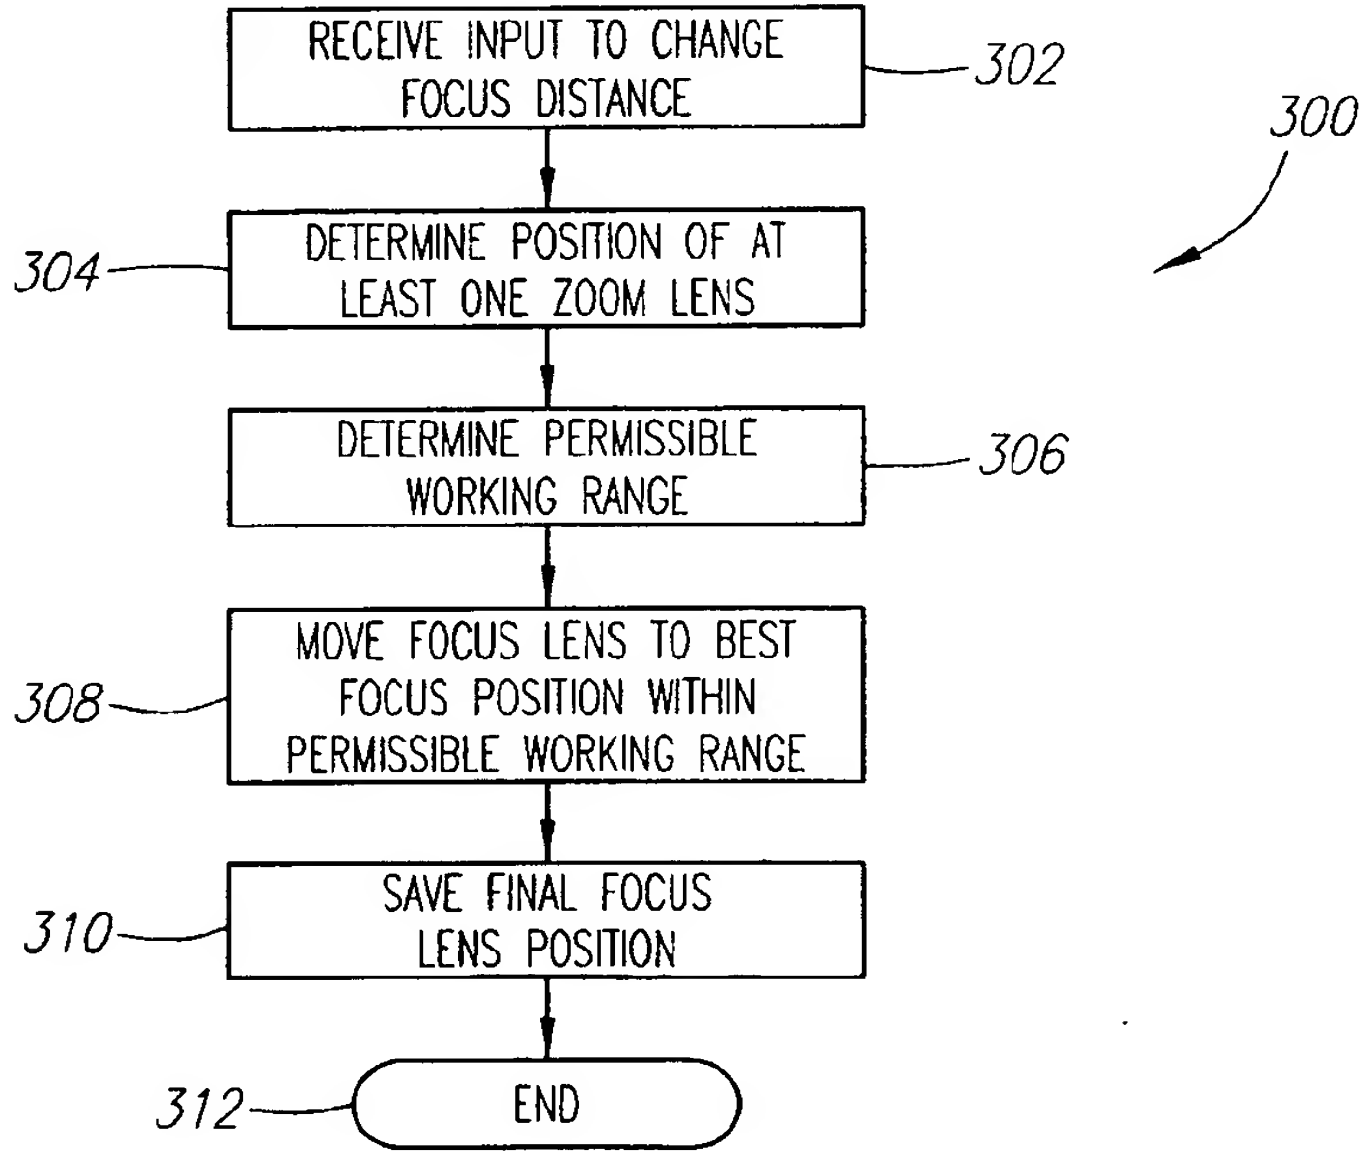 RECEIVE INPUT TO CHANGE
FOCUS DISTANCE
302
300
DETERMINE POSITION OF AT
LEAST ONE ZOOM LENS
304
DETERMINE PERMISSIBLE
WORKING RANGE
306
MOVE FOCUS LENS TO BEST
FOCUS POSITION WITHIN
PERMISSIBLE WORKING RANGE
308
SAVE FINAL FOCUS
LENS POSITION
310
END
312